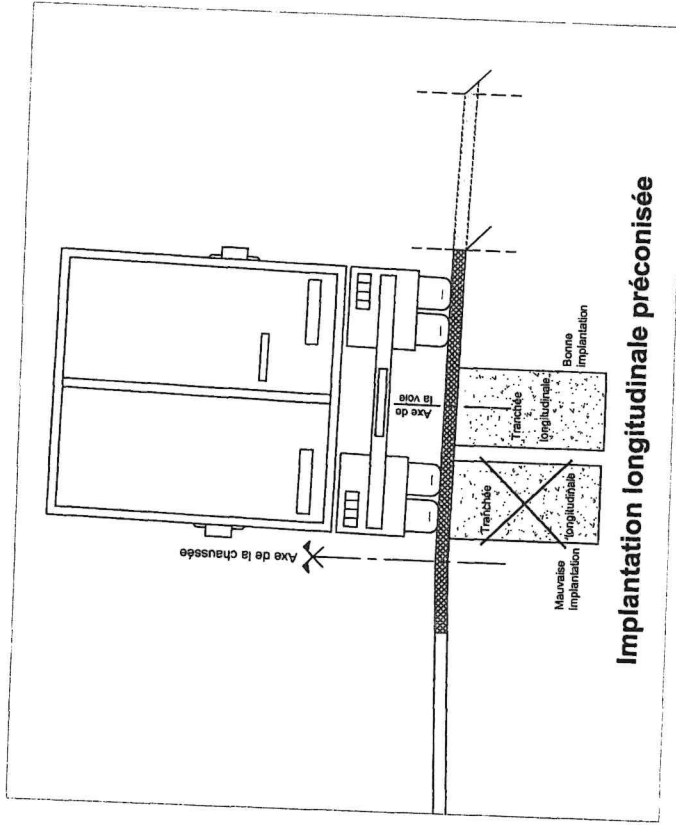 Axe de la chaussée
Axe de
la voie
Tranchée
longitudinale
Mauvaise
implantation
Tranchée
longitudinale
Bonne
implantation
Implantation longitudinale préconisée